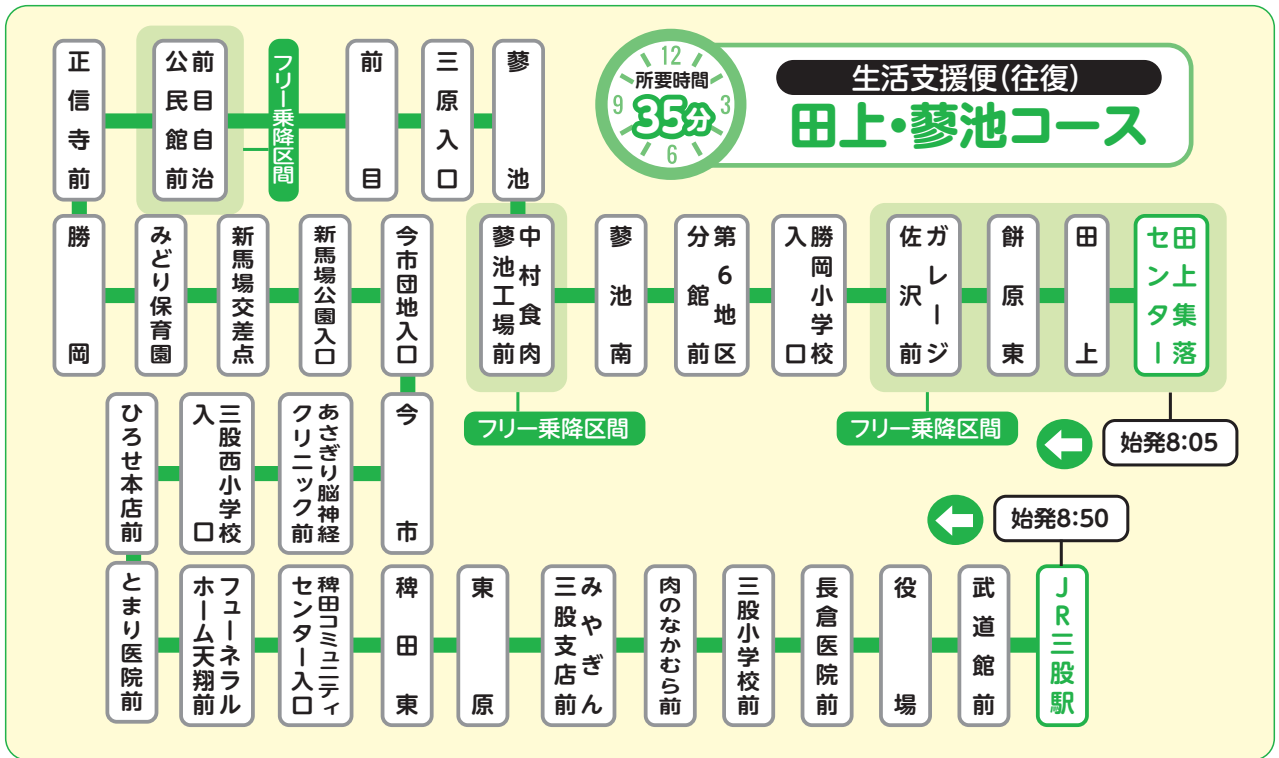 生活支援便(往復)
田上・蓼池コース
所要時間
35分
12
3
6
9
正信寺前
前目自治
公民館前
フリー乗降区間
前目
三原入口
蓼池
勝岡
みどり保育園
新馬場交差点
新馬場公園入口
今市団地入口
中村食肉
蓼池工場前
蓼池南
第6地区
分館前
勝岡小学校
入口
ガレージ
佐沢前
餅原東
田上
田上集落
センター
フリー乗降区間
フリー乗降区間
始発8:05
ひろせ本店前
三股西小学校
入口
あさぎり脳神経
クリニック前
今市
始発8:50
とまり医院前
フューネラル
ホーム天翔前
稗田コミュニティ
センター入口
稗田東
東原
みやぎん
三股支店前
肉のなかむら前
三股小学校前
長倉医院前
役場
武道館前
JR三股駅